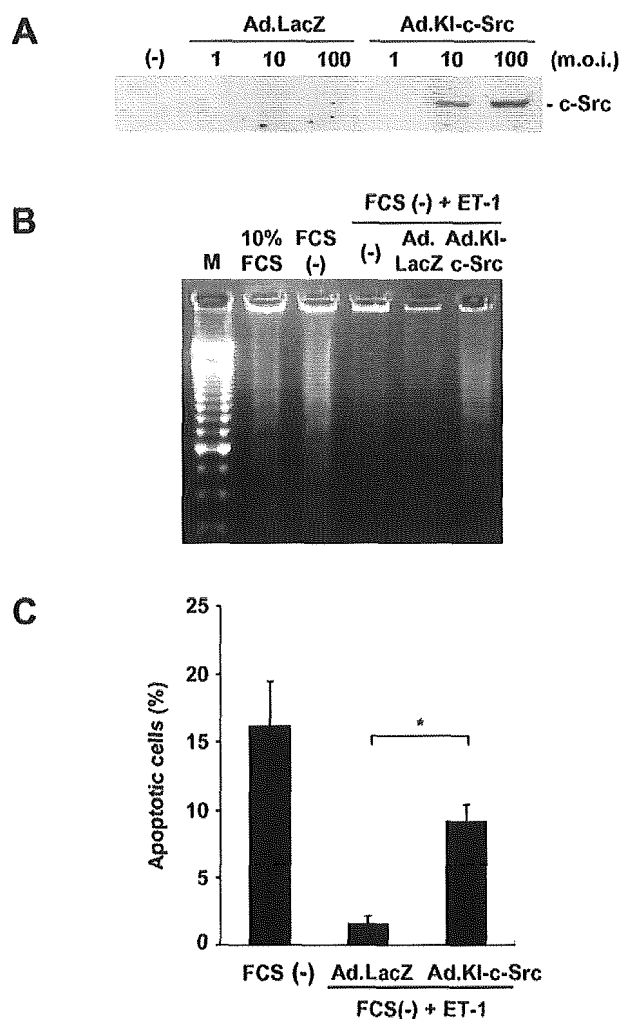 A
Ad.LacZ Ad.KI-c-Src
(-) 1 10 100 1 10 100 (m.o.i.)
- c-Src
B
FCS (-) + ET-1
M 10% FCS FCS (-) (-) Ad. LacZ Ad.KI- c-Src
C
25
20
15
10
5
0
Apoptotic cells (%)
*
FCS (-) Ad.LacZ Ad.KI-c-Src
FCS(-) + ET-1